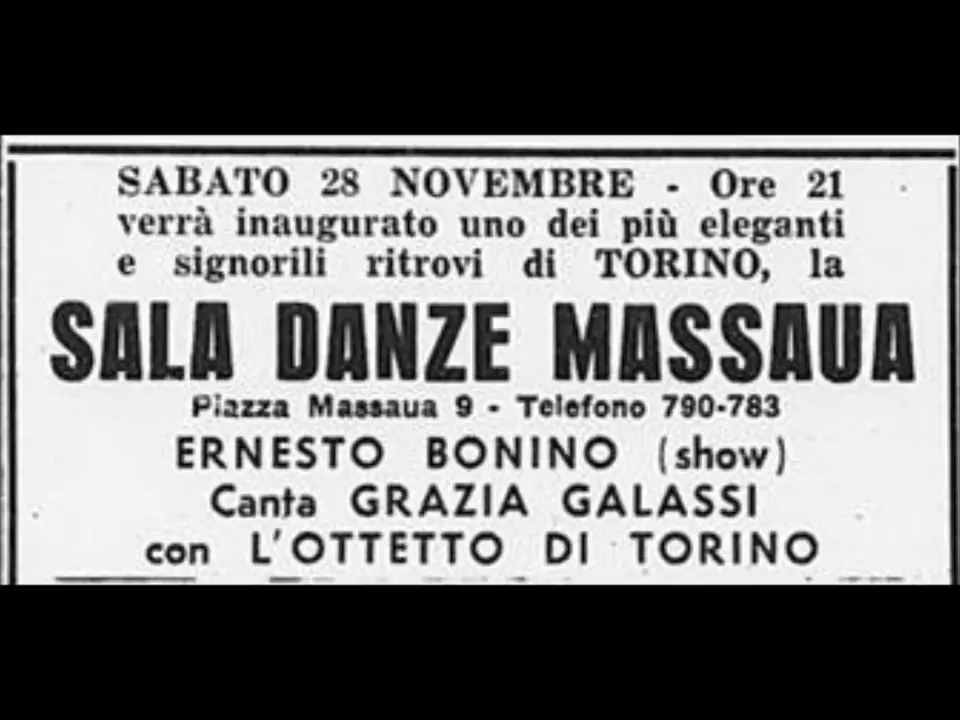 SABATO 28 NOVEMBRE - Ore 21
verrà inaugurato uno dei più eleganti
e signorili ritrovi di TORINO, la
SALA DANZE MASSAUA
Piazza Massaua 9 - Telefono 790-783
ERNESTO BONINO (show)
Canta GRAZIA GALASSI
con L'OTTETTO DI TORINO